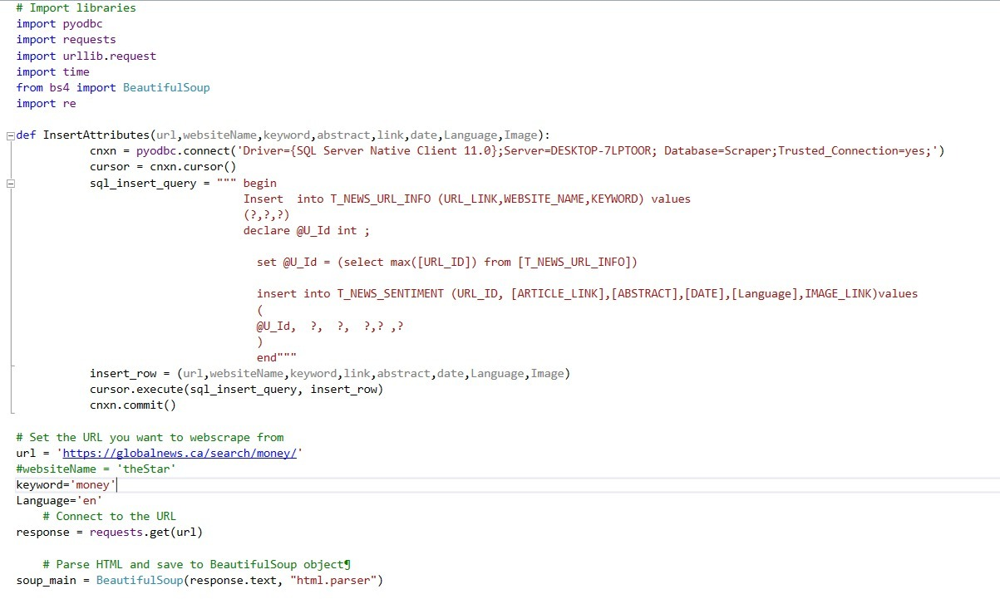 # Import libraries
import pyodbc
import requests
import urllib.request
import time
from bs4 import BeautifulSoup
import re
def InsertAttributes(url,websiteName,keyword,abstract,link,date,Language,Image):
cnxn = pyodbc.connect('Driver={SQL Server Native Client 11.0};Server=DESKTOP-7LPTOOR; Database=Scraper;Trusted_Connection=yes;')
cursor = cnxn.cursor()
sql_insert_query = """ begin
Insert  into T_NEWS_URL_INFO (URL_LINK,WEBSITE_NAME,KEYWORD) values
(?,?,?)
declare @U_Id int ;
set @U_Id = (select max([URL_ID]) from [T_NEWS_URL_INFO])
insert into T_NEWS_SENTIMENT (URL_ID, [ARTICLE_LINK],[ABSTRACT],[DATE],[Language],IMAGE_LINK)values
(
@U_Id,  ?,  ?,  ?,? ,?
)
end"""
insert_row = (url,websiteName,keyword,link,abstract,date,Language,Image)
cursor.execute(sql_insert_query, insert_row)
cnxn.commit()
# Set the URL you want to webscrape from
url = 'https://globalnews.ca/search/money/'
#websiteName = 'theStar'
keyword='money'
Language='en'
# Connect to the URL
response = requests.get(url)
# Parse HTML and save to BeautifulSoup object¶
soup_main = BeautifulSoup(response.text, "html.parser")